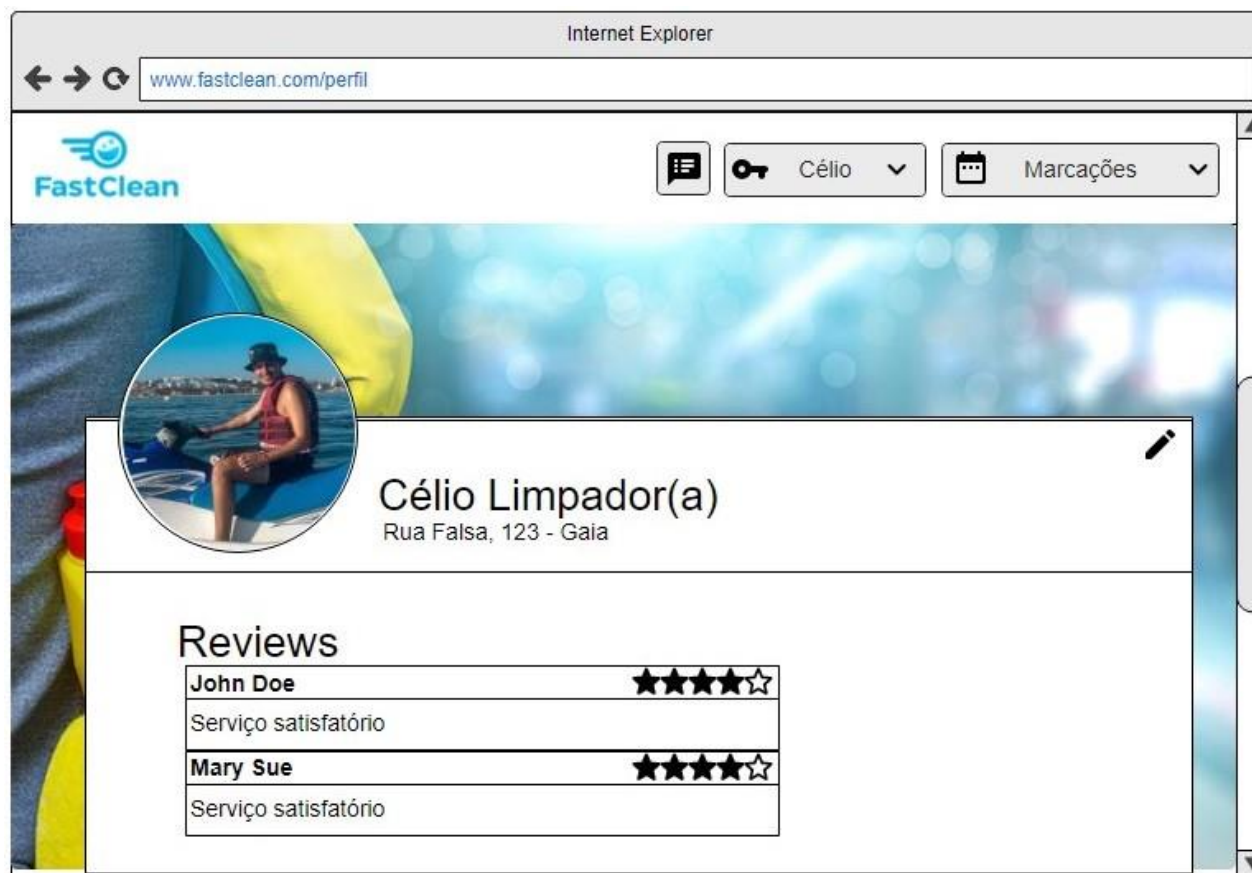 Internet Explorer
www.fastclean.com/perfil
FastClean
Célio
Marcações
Célio Limpador(a)
Rua Falsa, 123 - Gaia
Reviews
John Doe
Serviço satisfatório
Mary Sue
Serviço satisfatório